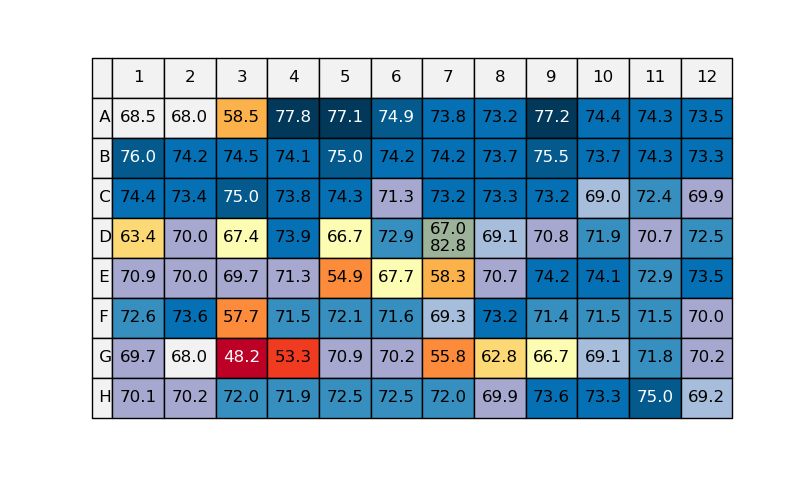 1 2 3 4 5 6 7 8 9 10 11 12
A 68.5 68.0 58.5 77.8 77.1 74.9 73.8 73.2 77.2 74.4 74.3 73.5
B 76.0 74.2 74.5 74.1 75.0 74.2 74.2 73.7 75.5 73.7 74.3 73.3
C 74.4 73.4 75.0 73.8 74.3 71.3 73.2 73.3 73.2 69.0 72.4 69.9
D 63.4 70.0 67.4 73.9 66.7 72.9 67.0 82.8 69.1 70.8 71.9 70.7 72.5
E 70.9 70.0 69.7 71.3 54.9 67.7 58.3 70.7 74.2 74.1 72.9 73.5
F 72.6 73.6 57.7 71.5 72.1 71.6 69.3 73.2 71.4 71.5 71.5 70.0
G 69.7 68.0 48.2 53.3 70.9 70.2 55.8 62.8 66.7 69.1 71.8 70.2
H 70.1 70.2 72.0 71.9 72.5 72.5 72.0 69.9 73.6 73.3 75.0 69.2